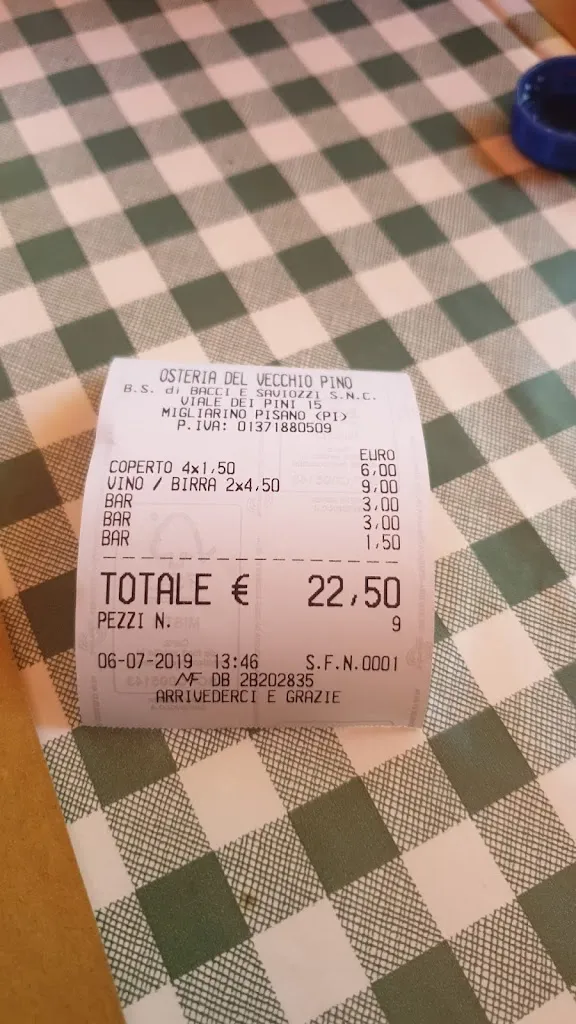 OSTERIA DEL VECCHIO PINO
B.S. di BACCI E SAVIOZZI S.N.C.
VIALE DEI PINI 15
MIGLIARINO PISANO (PI)
P.IVA: 01371880509
EURO
COPERTO 4x1,50 6,00
VINO / BIRRA 2x4,50 9,00
BAR 3,00
BAR 3,00
BAR 1,50
TOTALE € 22,50
PEZZI N. 9
06-07-2019 13:46 S.F.N.0001
MF DB 2B202835
ARRIVEDERCI E GRAZIE